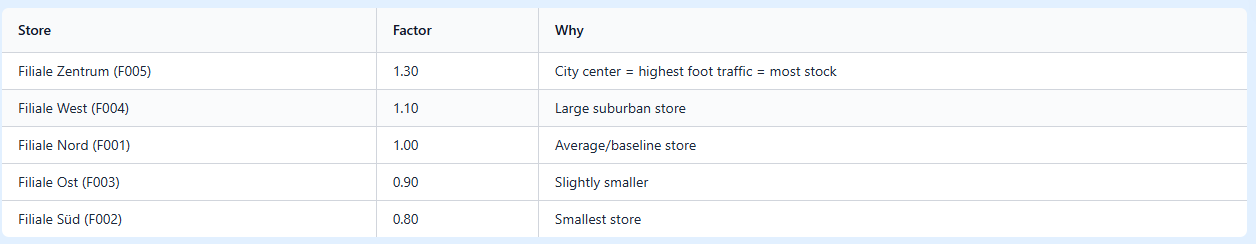 Store Factor Why
Filiale Zentrum (F005) 1.30 City center = highest foot traffic = most stock
Filiale West (F004) 1.10 Large suburban store
Filiale Nord (F001) 1.00 Average/baseline store
Filiale Ost (F003) 0.90 Slightly smaller
Filiale Süd (F002) 0.80 Smallest store